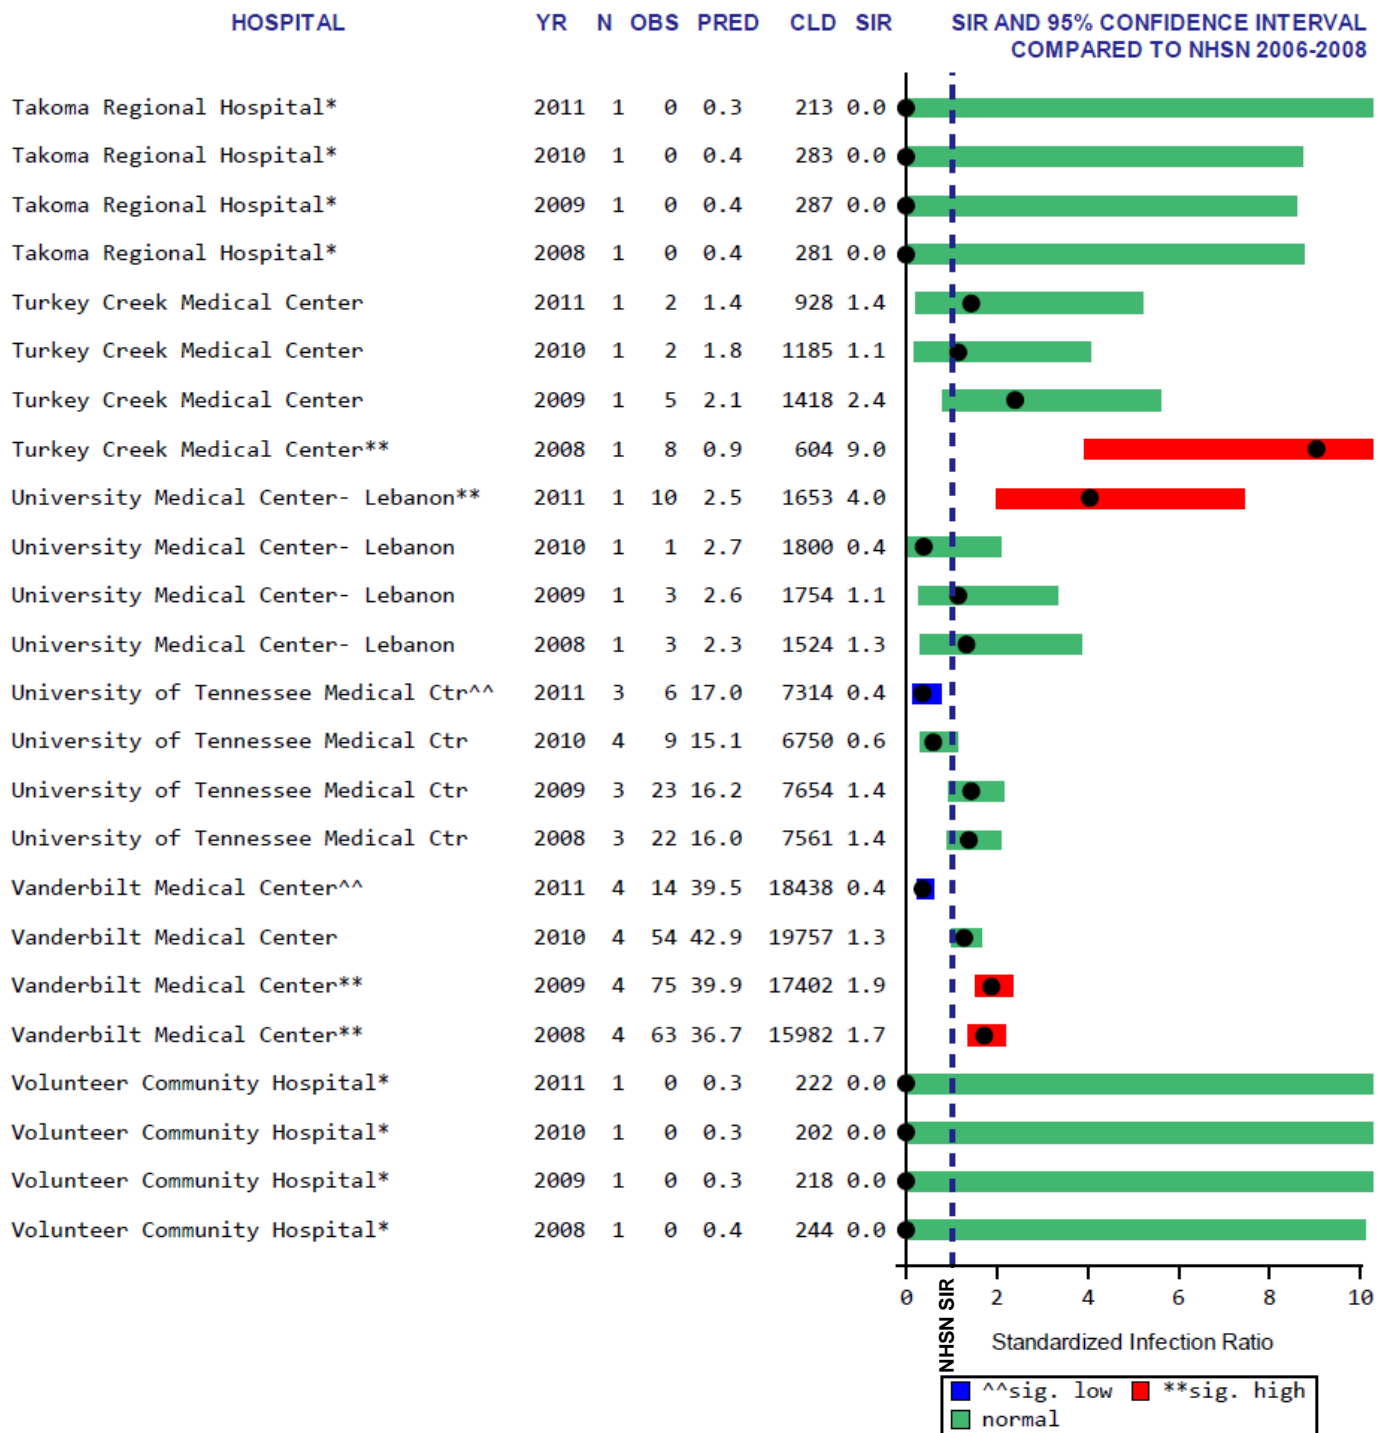 HOSPITAL YR N OBS PRED CLD SIR SIR AND 95% CONFIDENCE INTERVAL
COMPARED TO NHSN 2006-2008
Takoma Regional Hospital* 2011 1 0 0.3 213 0.0
Takoma Regional Hospital* 2010 1 0 0.4 283 0.0
Takoma Regional Hospital* 2009 1 0 0.4 287 0.0
Takoma Regional Hospital* 2008 1 0 0.4 281 0.0
Turkey Creek Medical Center 2011 1 2 1.4 928 1.4
Turkey Creek Medical Center 2010 1 2 1.8 1185 1.1
Turkey Creek Medical Center 2009 1 5 2.1 1418 2.4
Turkey Creek Medical Center** 2008 1 8 0.9 604 9.0
University Medical Center- Lebanon** 2011 1 10 2.5 1653 4.0
University Medical Center- Lebanon 2010 1 1 2.7 1800 0.4
University Medical Center- Lebanon 2009 1 3 2.6 1754 1.1
University Medical Center- Lebanon 2008 1 3 2.3 1524 1.3
University of Tennessee Medical Ctr^^ 2011 3 6 17.0 7314 0.4
University of Tennessee Medical Ctr 2010 4 9 15.1 6750 0.6
University of Tennessee Medical Ctr 2009 3 23 16.2 7654 1.4
University of Tennessee Medical Ctr 2008 3 22 16.0 7561 1.4
Vanderbilt Medical Center^^ 2011 4 14 39.5 18438 0.4
Vanderbilt Medical Center 2010 4 54 42.9 19757 1.3
Vanderbilt Medical Center** 2009 4 75 39.9 17402 1.9
Vanderbilt Medical Center** 2008 4 63 36.7 15982 1.7
Volunteer Community Hospital* 2011 1 0 0.3 222 0.0
Volunteer Community Hospital* 2010 1 0 0.3 202 0.0
Volunteer Community Hospital* 2009 1 0 0.3 218 0.0
Volunteer Community Hospital* 2008 1 0 0.4 244 0.0
0 2 4 6 8 10
NHSN SIR
Standardized Infection Ratio
^^sig. low **sig. high
normal